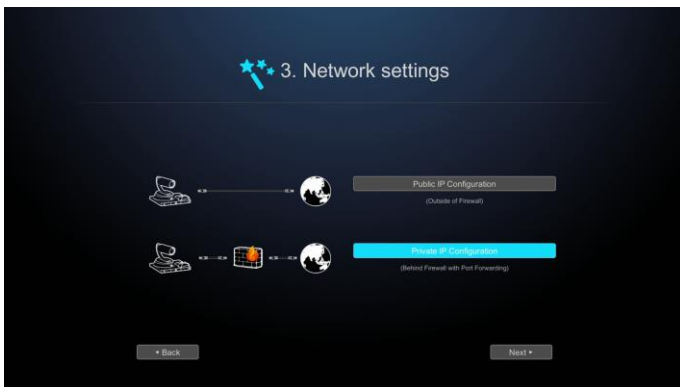 3. Network settings
Public IP Configuration
(Outside of Firewall)
Private IP Configuration
(Behind Firewall with Port Forwarding)
Back
Next